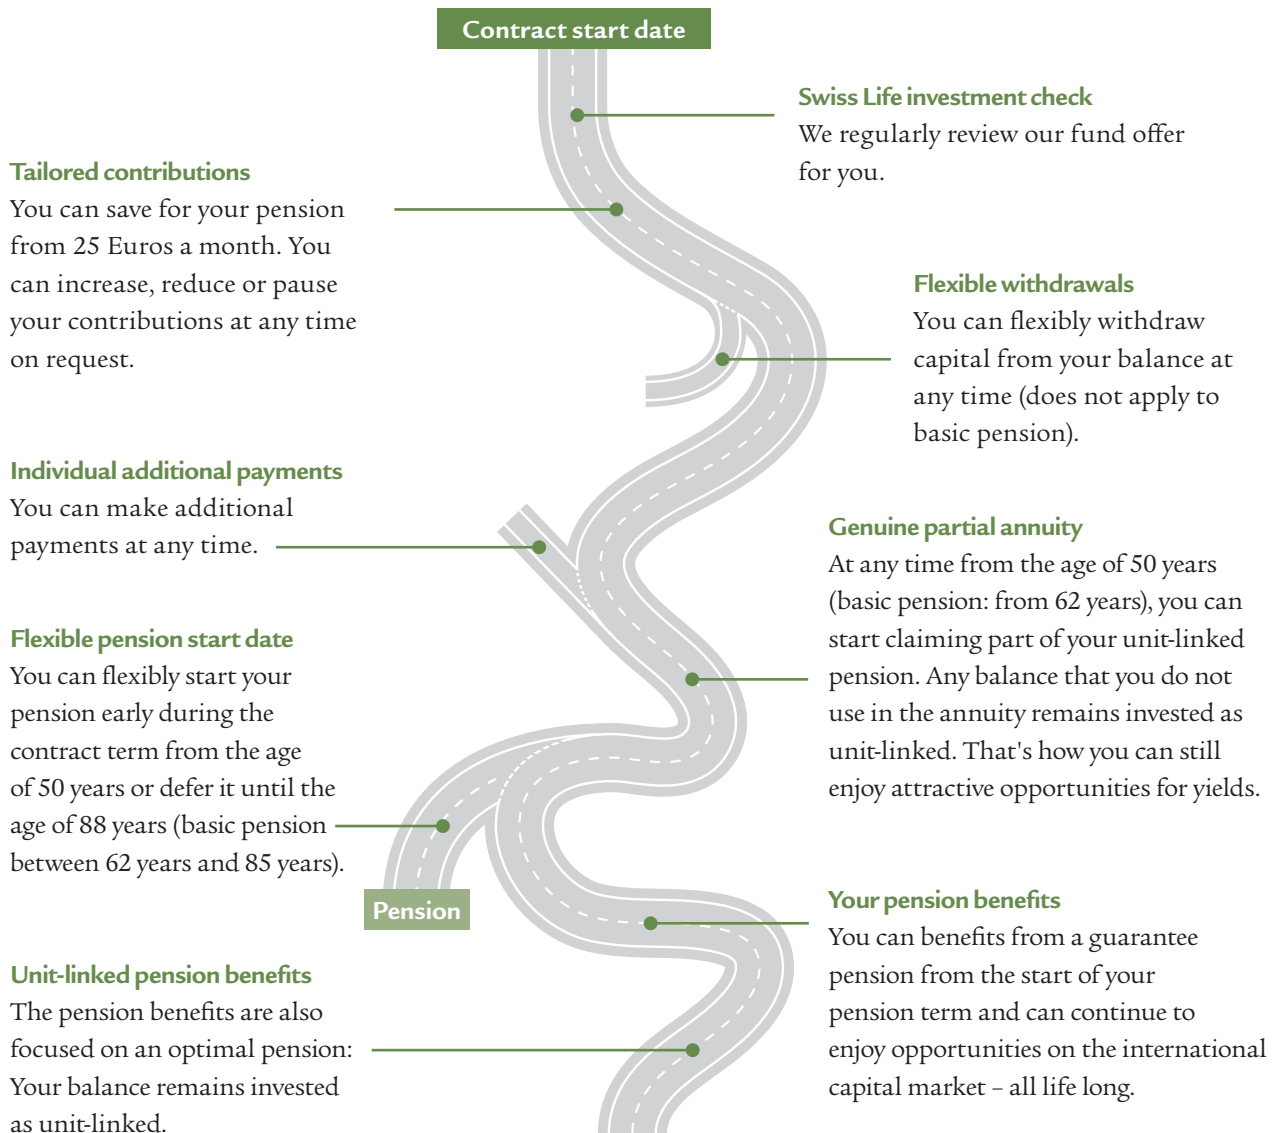 Contract start date
Swiss Life investment check
We regularly review our fund offer
for you.
Tailored contributions
You can save for your pension
from 25 Euros a month. You
can increase, reduce or pause
your contributions at any time
on request.
Flexible withdrawals
You can flexibly withdraw
capital from your balance at
any time (does not apply to
basic pension).
Individual additional payments
You can make additional
payments at any time.
Genuine partial annuity
At any time from the age of 50 years
(basic pension: from 62 years), you can
start claiming part of your unit-linked
pension. Any balance that you do not
use in the annuity remains invested as
unit-linked. That's how you can still
enjoy attractive opportunities for yields.
Flexible pension start date
You can flexibly start your
pension early during the
contract term from the age
of 50 years or defer it until the
age of 88 years (basic pension
between 62 years and 85 years).
Pension
Your pension benefits
You can benefits from a guarantee
pension from the start of your
pension term and can continue to
enjoy opportunities on the international
capital market – all life long.
Unit-linked pension benefits
The pension benefits are also
focused on an optimal pension:
Your balance remains invested
as unit-linked.